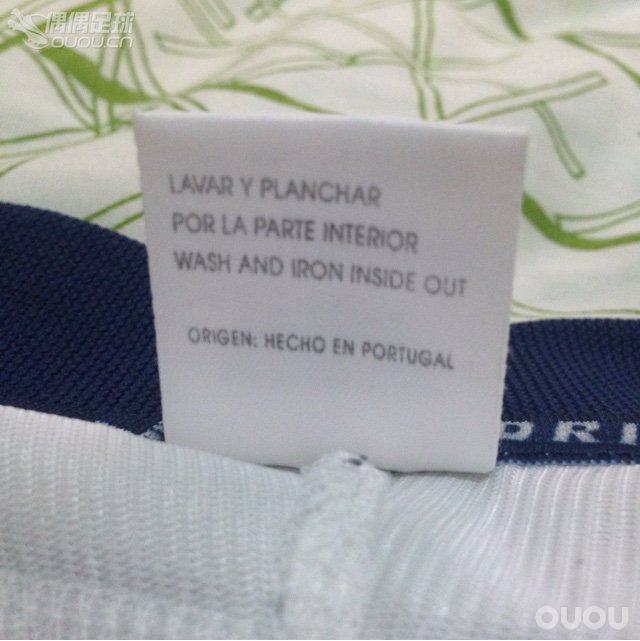 偶偶足球
OUOU.CN
LAVAR Y PLANCHAR
POR LA PARTE INTERIOR
WASH AND IRON INSIDE OUT
ORIGEN: HECHO EN PORTUGAL
DRI
OUOU